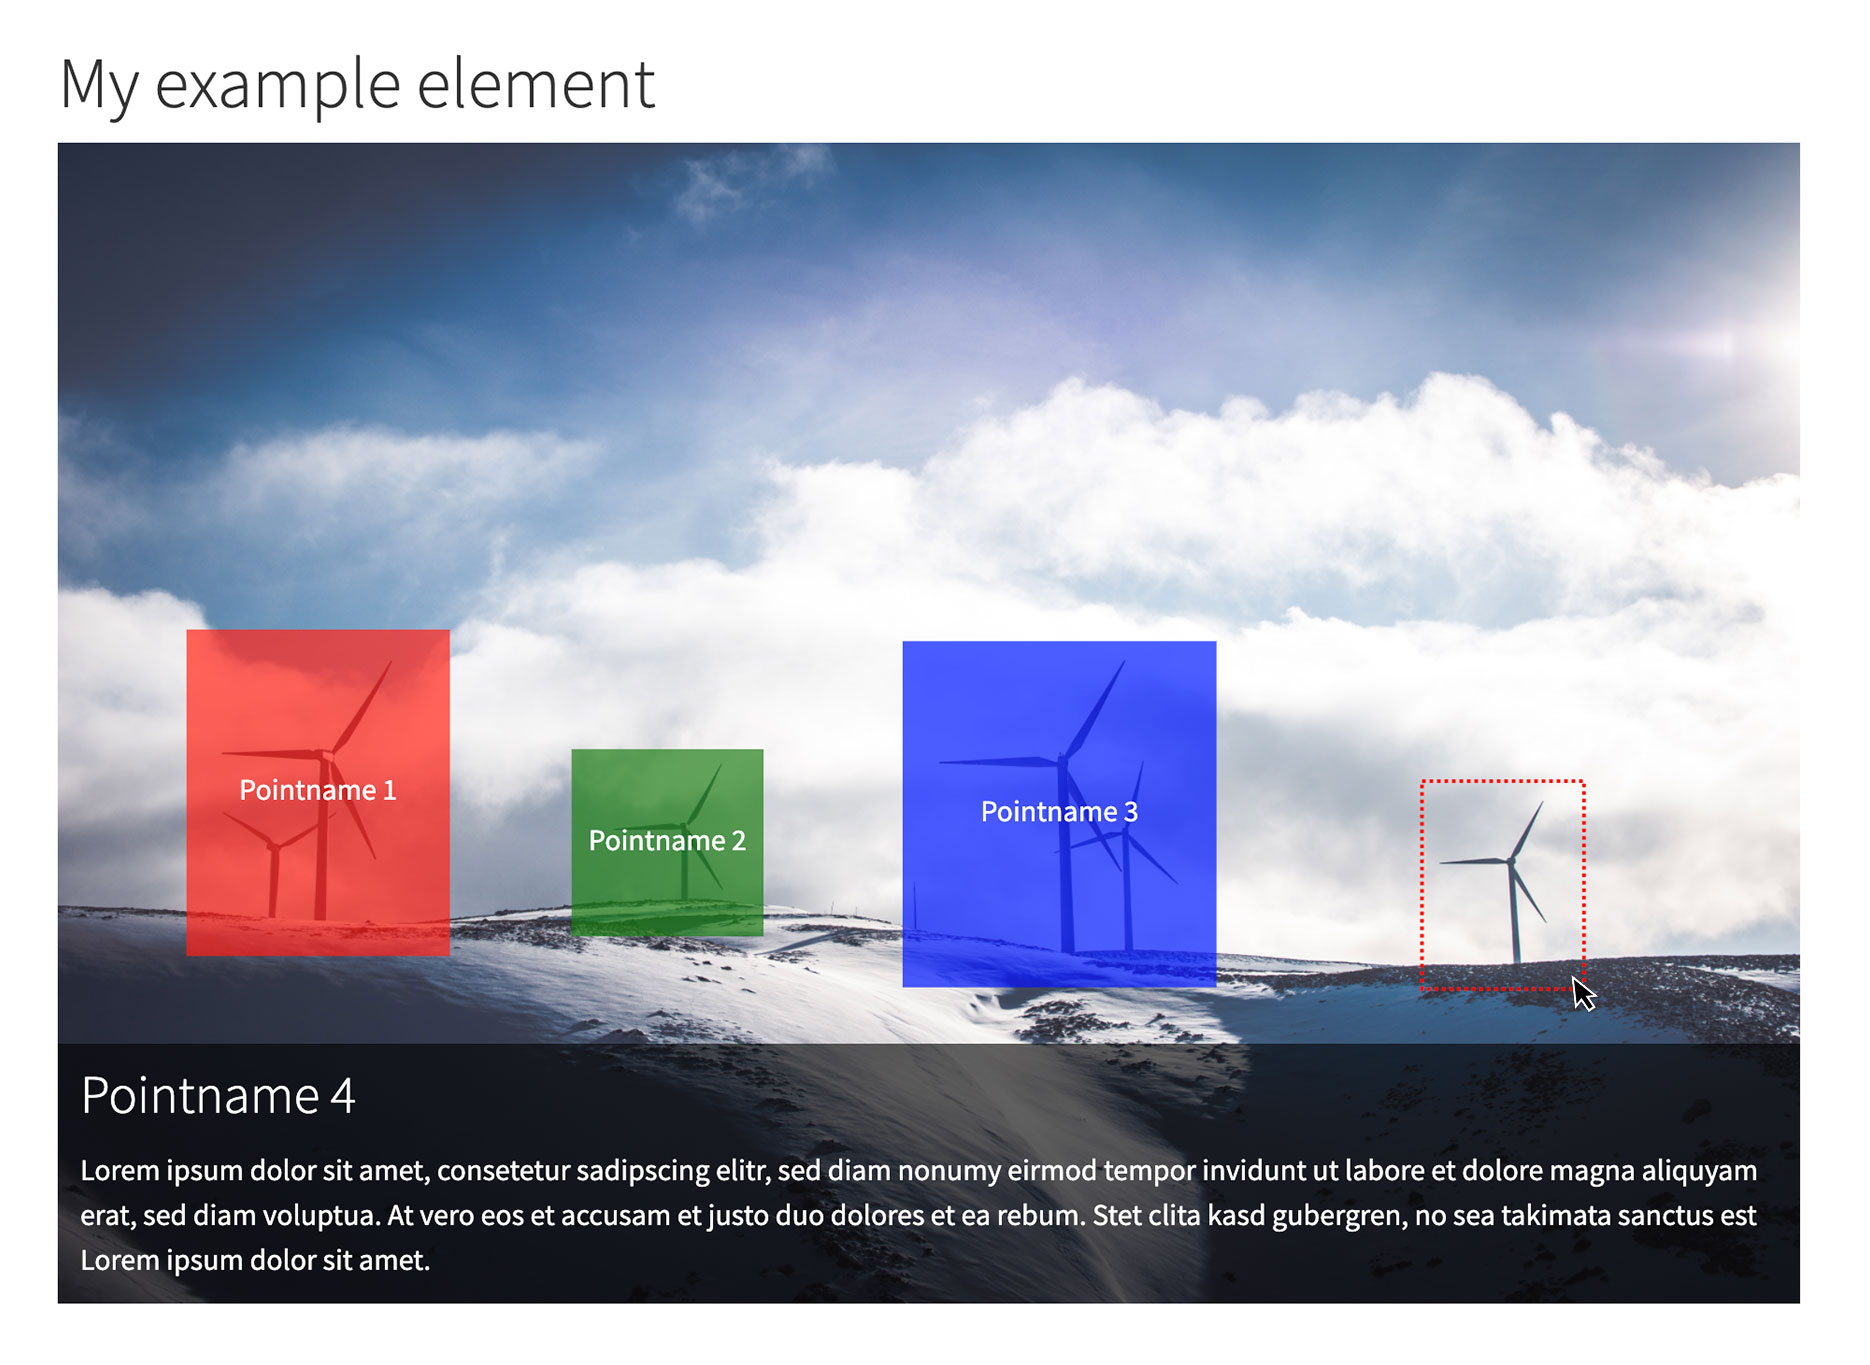 My example element
Pointname 1
Pointname 2
Pointname 3
Pointname 4
Lorem ipsum dolor sit amet, consetetur sadipscing elitr, sed diam nonumy eirmod tempor invidunt ut labore et dolore magna aliquyam
erat, sed diam voluptua. At vero eos et accusam et justo duo dolores et ea rebum. Stet clita kasd gubergren, no sea takimata sanctus est
Lorem ipsum dolor sit amet.